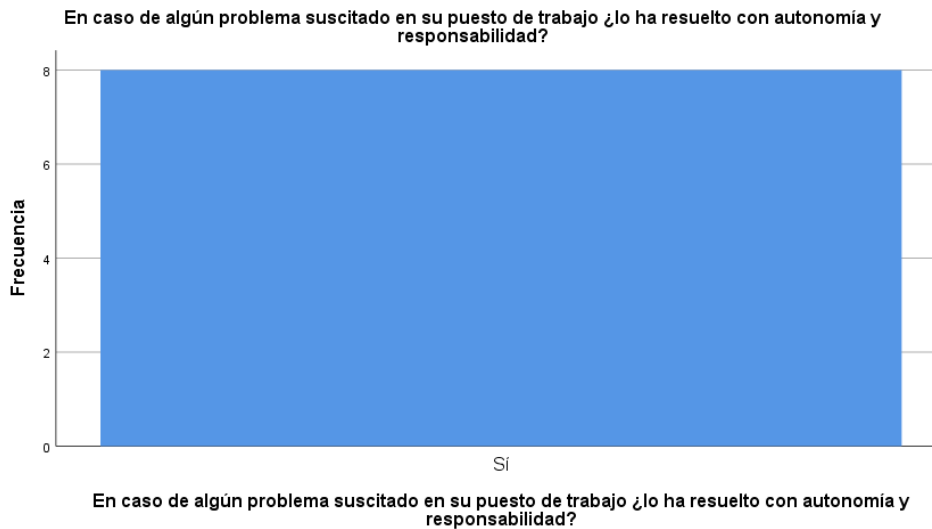 En caso de algún problema suscitado en su puesto de trabajo ¿lo ha resuelto con autonomía y
responsabilidad?
8
6
4
2
0
Frecuencia
Sí
En caso de algún problema suscitado en su puesto de trabajo ¿lo ha resuelto con autonomía y
responsabilidad?